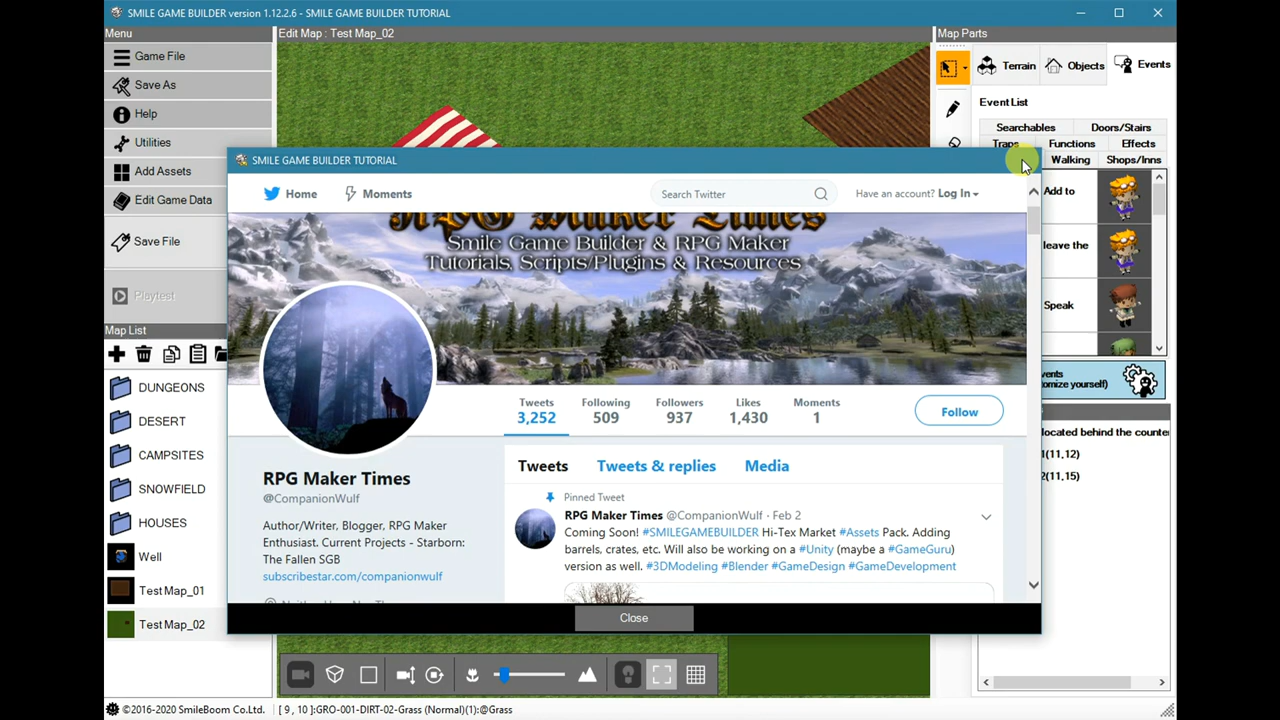 SMILE GAME BUILDER version 1.12.2.6 - SMILE GAME BUILDER TUTORIAL
Menu
Edit Map : Test Map_02
Map Parts
Game File
Save As
Help
Utilities
Add Assets
Edit Game Data
Save File
Playtest
Map List
DUNGEONS
DESERT
CAMPSITES
SNOWFIELD
HOUSES
Well
Test Map_01
Test Map_02
Terrain
Objects
Events
Event List
Searchables
Doors/Stairs
Traps
Functions
Effects
Walking
Shops/Inns
Add to
leave the
Speak
vents
omize yourself)
located behind the counte
1(11,12)
2(11,15)
SMILE GAME BUILDER TUTORIAL
Home
Moments
Search Twitter
Have an account? Log In
RPG Maker Times
Smile Game Builder & RPG Maker
Tutorials, Scripts/Plugins & Resources
Tweets
Following
Followers
Likes
Moments
3,252
509
937
1,430
1
Follow
RPG Maker Times
@CompanionWulf
Author/Writer, Blogger, RPG Maker
Enthusiast. Current Projects - Starborn:
The Fallen SGB
subscribestar.com/companionwulf
Tweets
Tweets & replies
Media
Pinned Tweet
RPG Maker Times @CompanionWulf · Feb 2
Coming Soon! #SMILEGAMEBUILDER Hi-Tex Market #Assets Pack. Adding
barrels, crates, etc. Will also be working on a #Unity (maybe a #GameGuru)
version as well. #3DModeling #Blender #GameDesign #GameDevelopment
Close
©2016-2020 SmileBoom Co.Ltd.
[ 9 , 10 ]:GRO-001-DIRT-02-Grass (Normal)(1):@Grass